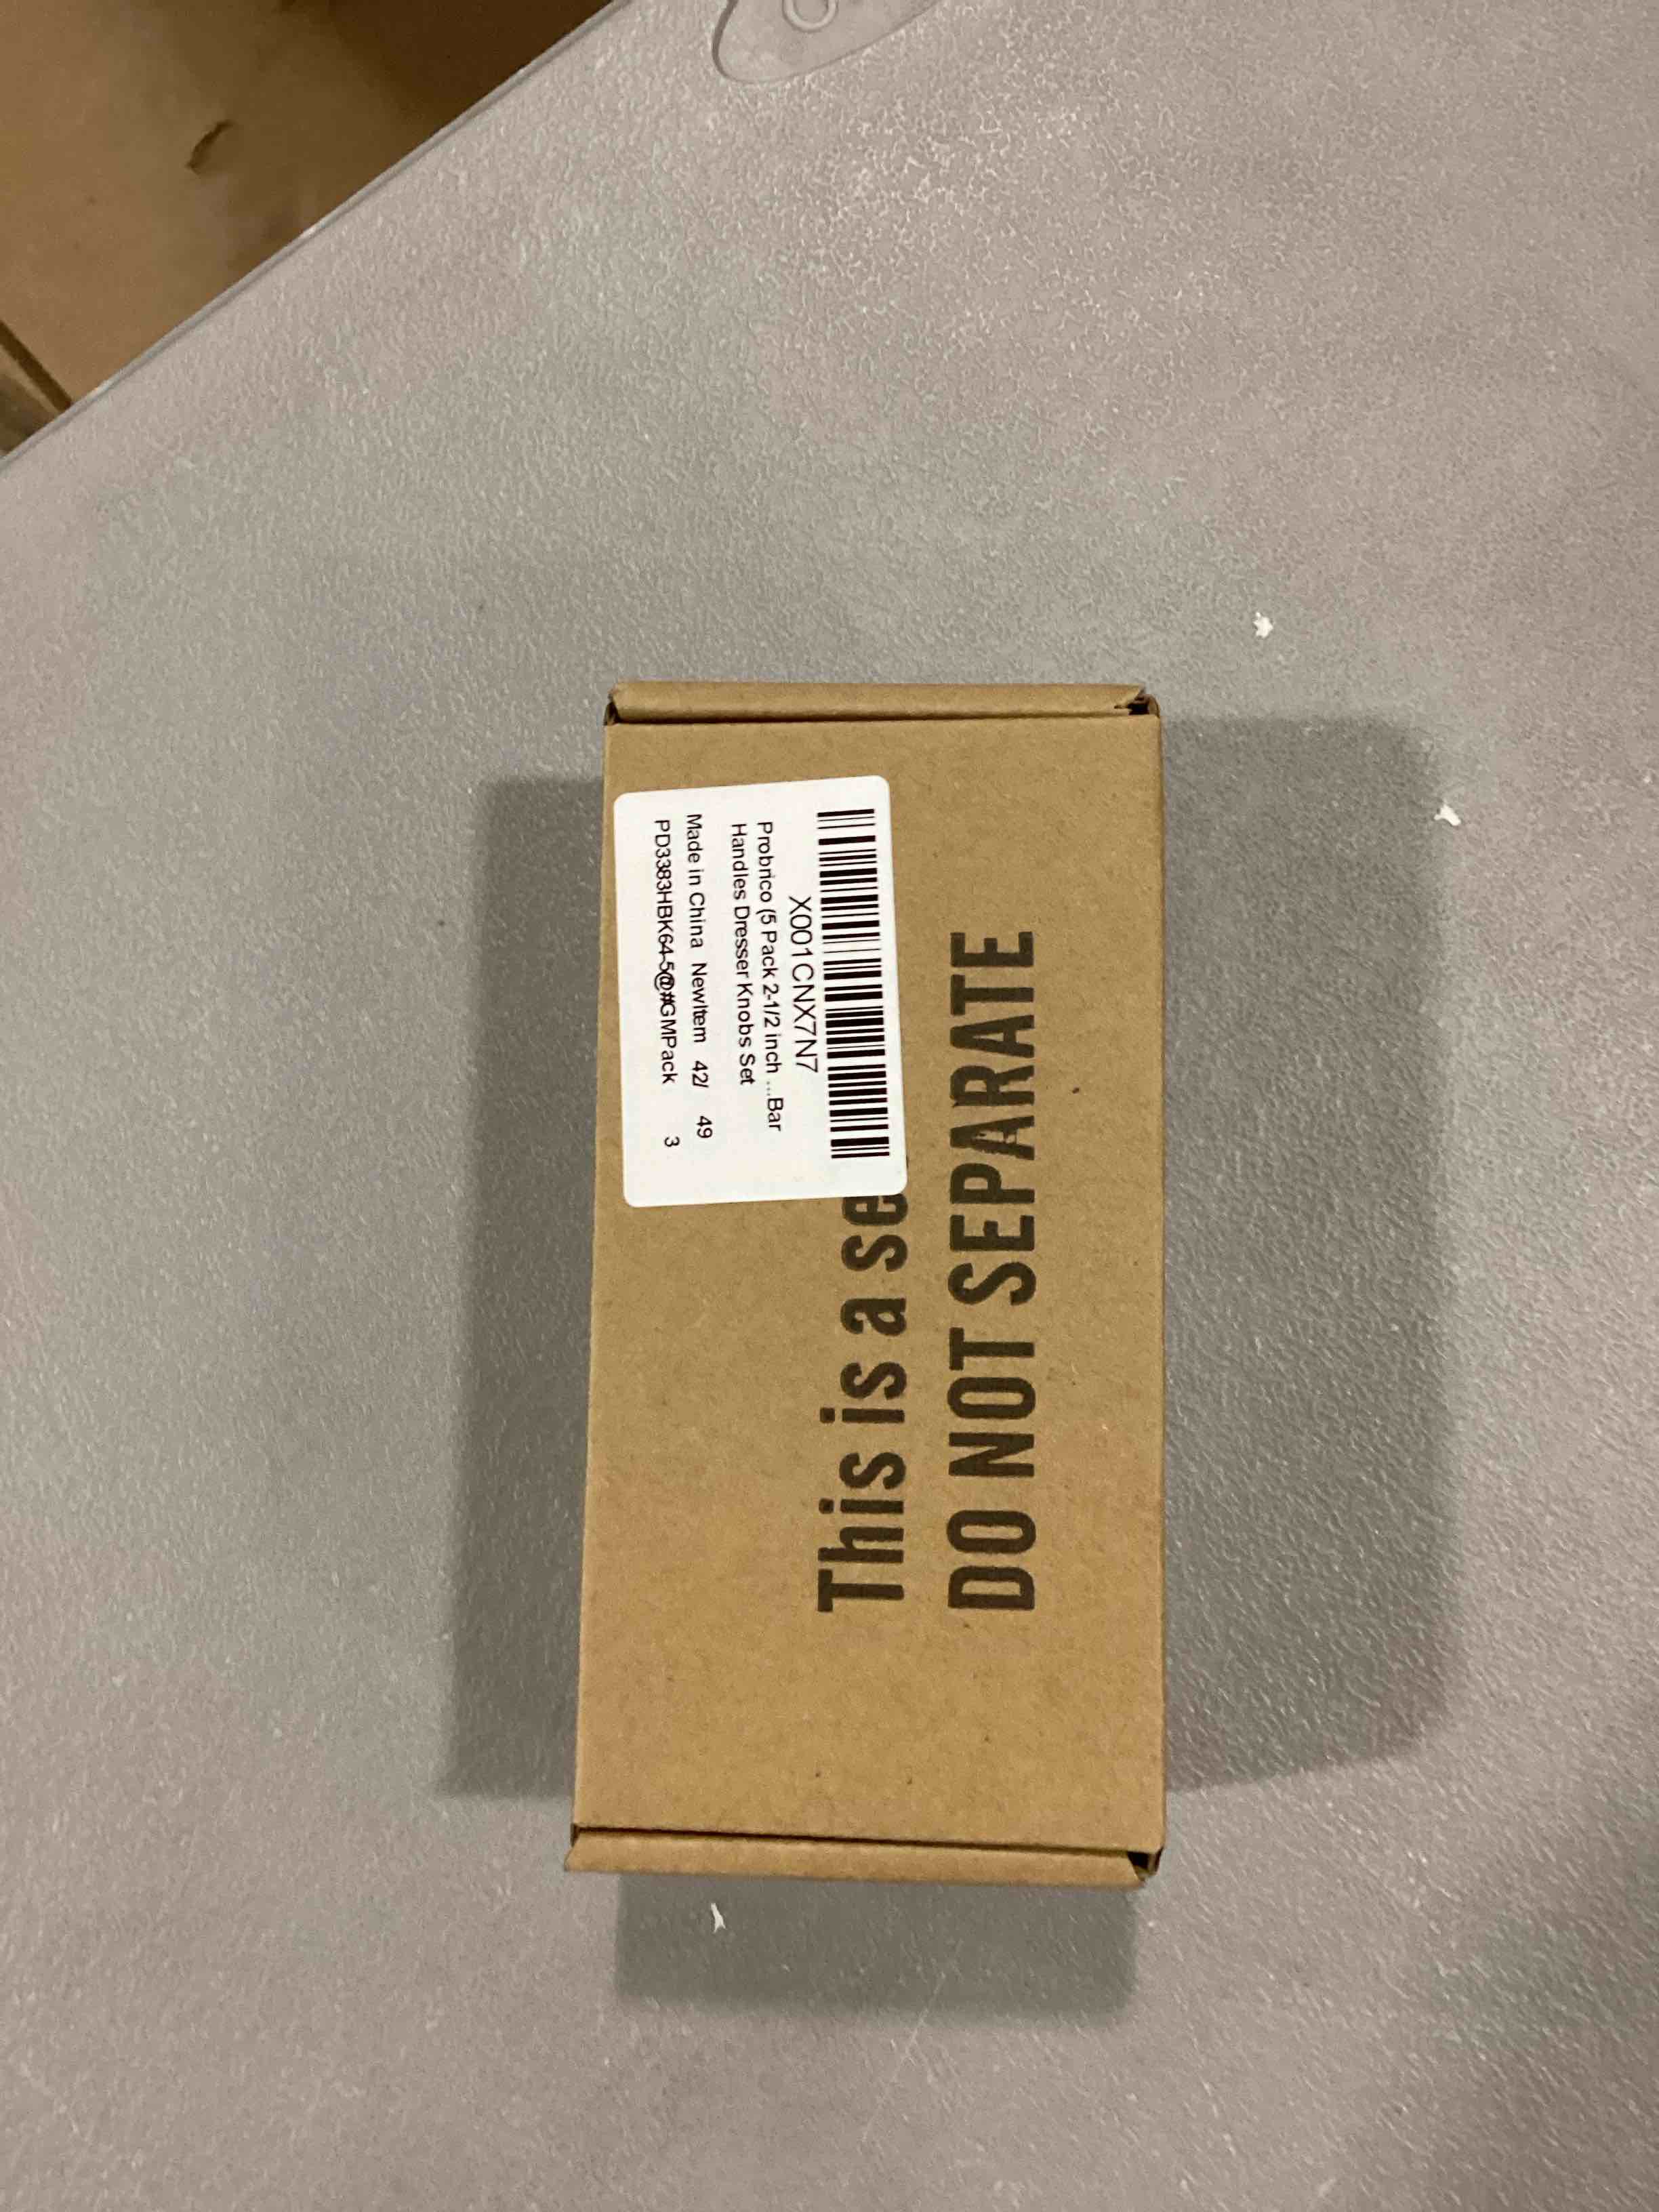 X001CNX7N7
Probrico (5 Pack 2-1/2 inch ...Bar
Handles Dresser Knobs Set
Made in China NewItem 42/ 49
PD3383HBK64-5@#GMPack 3
This is a se
DO NOT SEPARATE